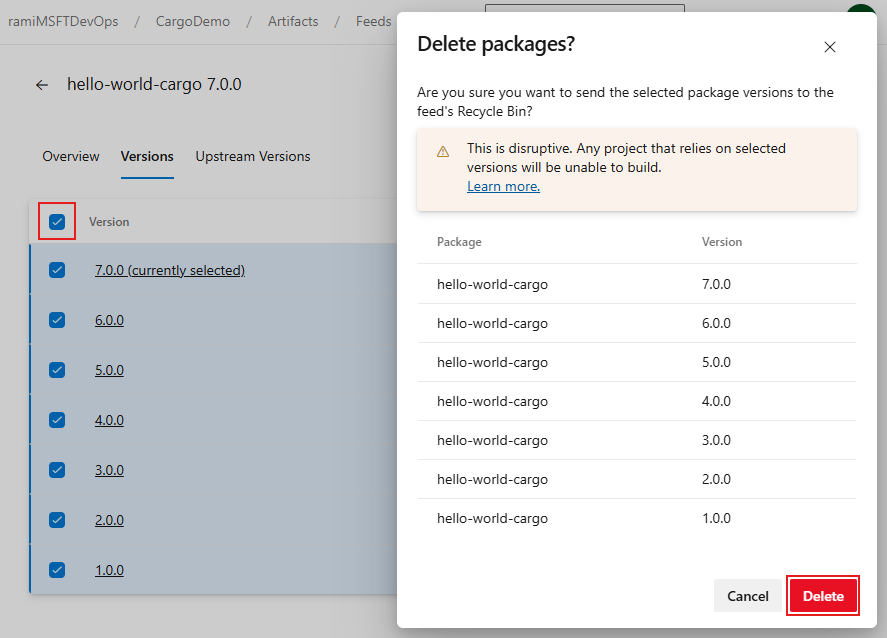 ramiMSFTDevOps / CargoDemo / Artifacts / Feeds
hello-world-cargo 7.0.0
Overview Versions Upstream Versions
Version
7.0.0 (currently selected)
6.0.0
5.0.0
4.0.0
3.0.0
2.0.0
1.0.0
Delete packages?
Are you sure you want to send the selected package versions to the
feed's Recycle Bin?
This is disruptive. Any project that relies on selected
versions will be unable to build.
Learn more.
Package Version
hello-world-cargo 7.0.0
hello-world-cargo 6.0.0
hello-world-cargo 5.0.0
hello-world-cargo 4.0.0
hello-world-cargo 3.0.0
hello-world-cargo 2.0.0
hello-world-cargo 1.0.0
Cancel Delete